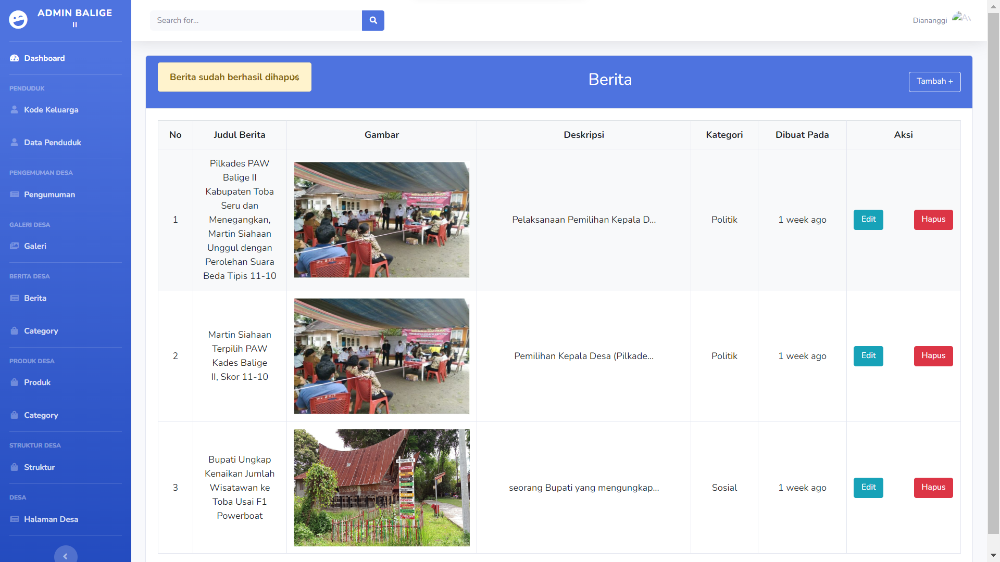 ADMIN BALIGE
II
Search for...
Diananggi
Dashboard
PENDUDUK
Kode Keluarga
Data Penduduk
PENGEMUMAN DESA
Pengumuman
GALERI DESA
Galeri
BERITA DESA
Berita
Category
PRODUK DESA
Produk
Category
STRUKTUR DESA
Struktur
DESA
Halaman Desa
Berita sudah berhasil dihapus
×
Berita
Tambah +
No Judul Berita Gambar Deskripsi Kategori Dibuat Pada Aksi
1
Pilkades PAW
Balige II
Kabupaten Toba
Seru dan
Menegangkan,
Martin Siahaan
Unggul dengan
Perolehan Suara
Beda Tipis 11-10
Pelaksanaan Pemilihan Kepala D...
Politik
1 week ago
Edit
Hapus
2
Martin Siahaan
Terpilih PAW
Kades Balige
II, Skor 11-10
Pemilihan Kepala Desa (Pilkade...
Politik
1 week ago
Edit
Hapus
3
Bupati Ungkap
Kenaikan Jumlah
Wisatawan ke
Toba Usai F1
Powerboat
seorang Bupati yang mengungkap...
Sosial
1 week ago
Edit
Hapus